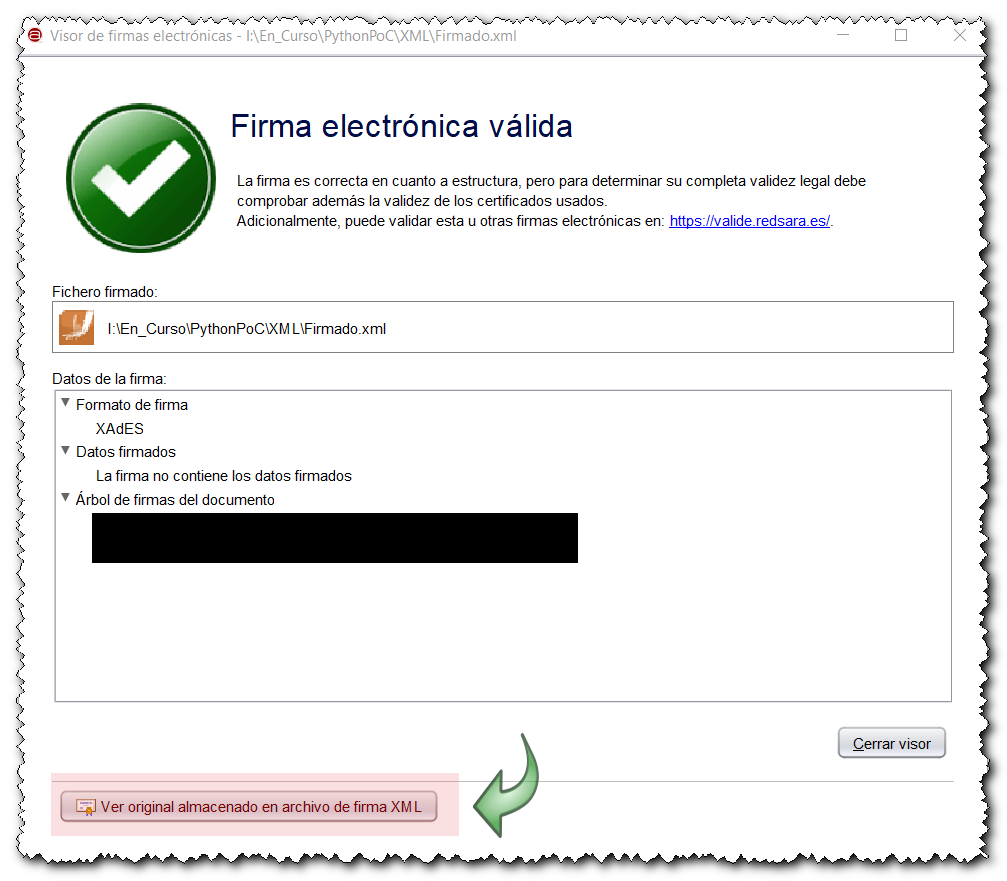 Visor de firmas electrónicas - I:\En_Curso\PythonPoC\XML\Firmado.xml
Firma electrónica válida
La firma es correcta en cuanto a estructura, pero para determinar su completa validez legal debe
comprobar además la validez de los certificados usados.
Adicionalmente, puede validar esta u otras firmas electrónicas en: https://valide.redsara.es/.
Fichero firmado:
I:\En_Curso\PythonPoC\XML\Firmado.xml
Datos de la firma:
Formato de firma
XAdES
Datos firmados
La firma no contiene los datos firmados
Árbol de firmas del documento
Cerrar visor
Ver original almacenado en archivo de firma XML